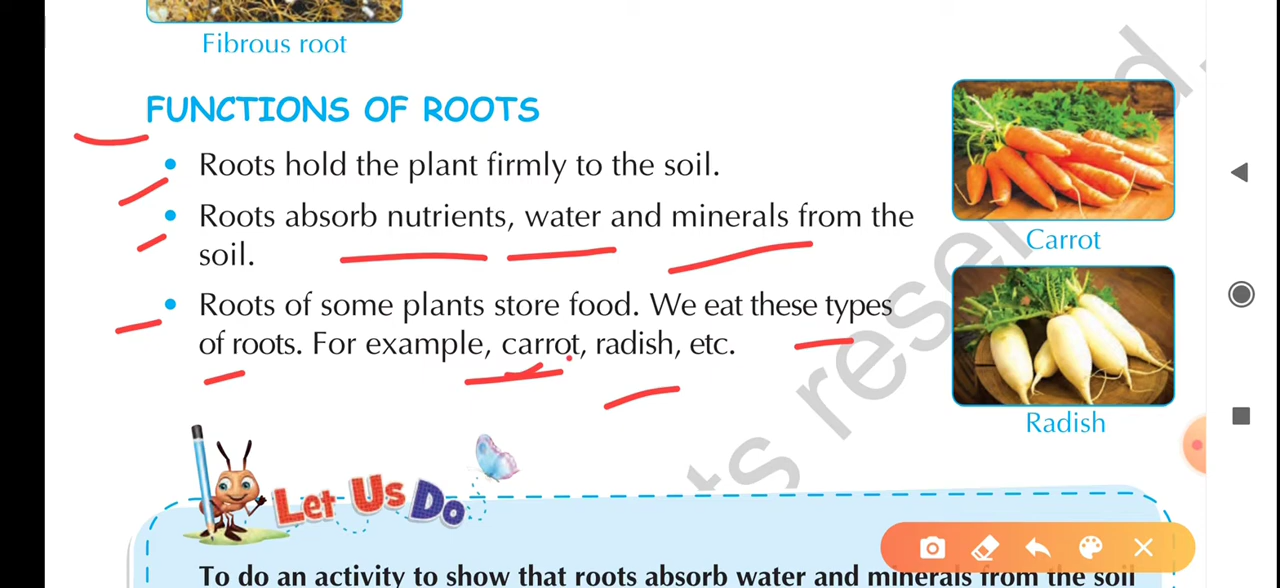 Fibrous root
FUNCTIONS OF ROOTS
• Roots hold the plant firmly to the soil.
• Roots absorb nutrients, water and minerals from the
soil.
• Roots of some plants store food. We eat these types
of roots. For example, carrot, radish, etc.
Carrot
Radish
ts reserved.
Let Us Do
To do an activity to show that roots absorb water and minerals from the soil